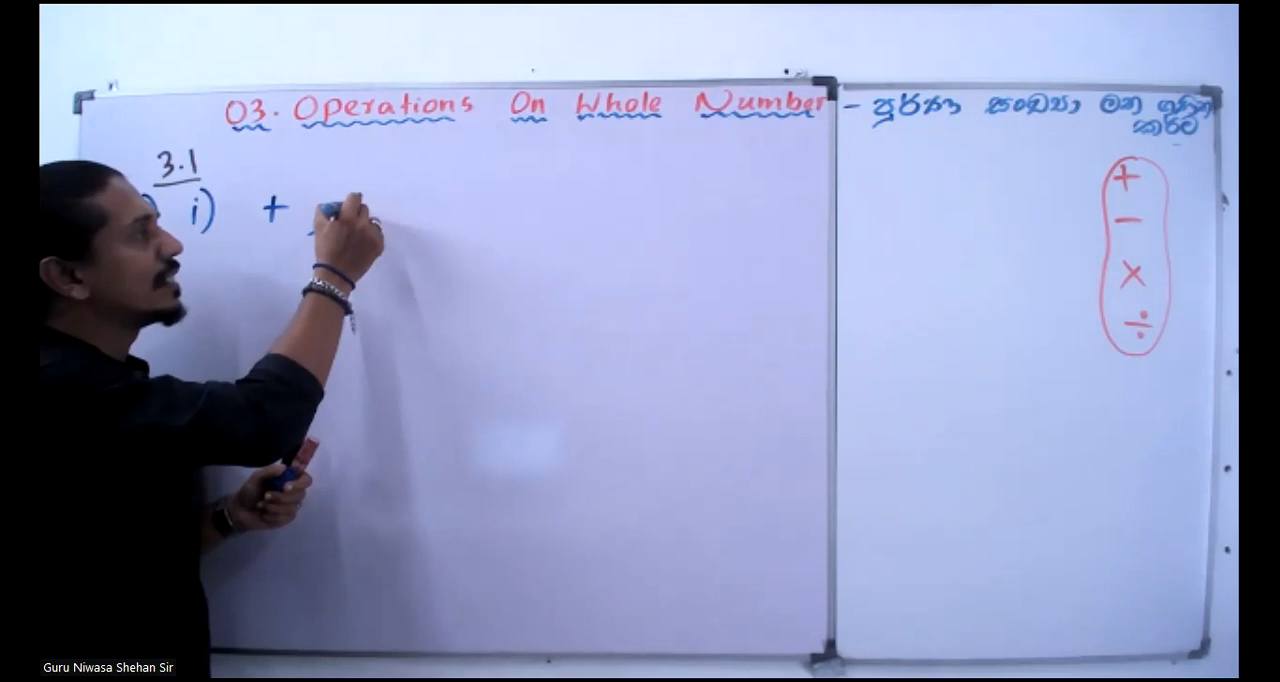 03. Operations On Whole Number - පූර්ණ සංඛ්‍යා මත ගණිත
කර්ම
3.1
i) +
+
-
×
÷
Guru Niwasa Shehan Sir